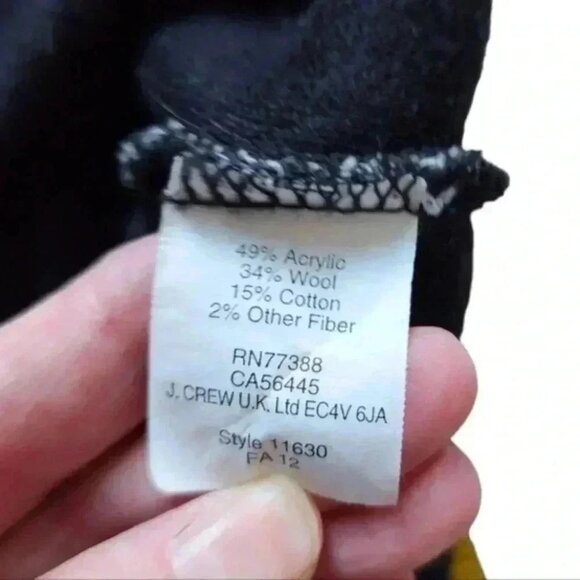 49% Acrylic
34% Wool
15% Cotton
2% Other Fiber
RN77388
CA56445
J. CREW U.K. Ltd EC4V 6JA
Style 11630
FA 12